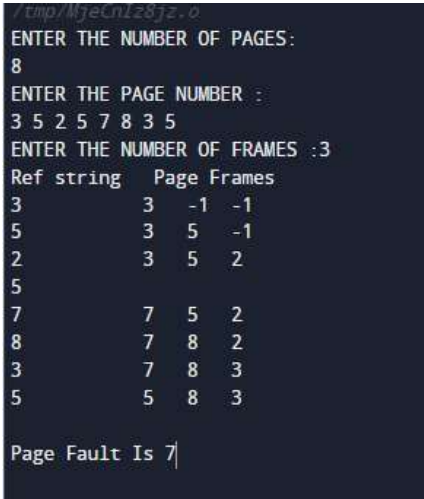 /tmp/MjeCnIz8jz.o
ENTER THE NUMBER OF PAGES:
8
ENTER THE PAGE NUMBER :
3 5 2 5 7 8 3 5
ENTER THE NUMBER OF FRAMES :3
Ref string   Page Frames
3            3   -1  -1
5            3   5   -1
2            3   5   2
5
7            7   5   2
8            7   8   2
3            7   8   3
5            5   8   3
Page Fault Is 7